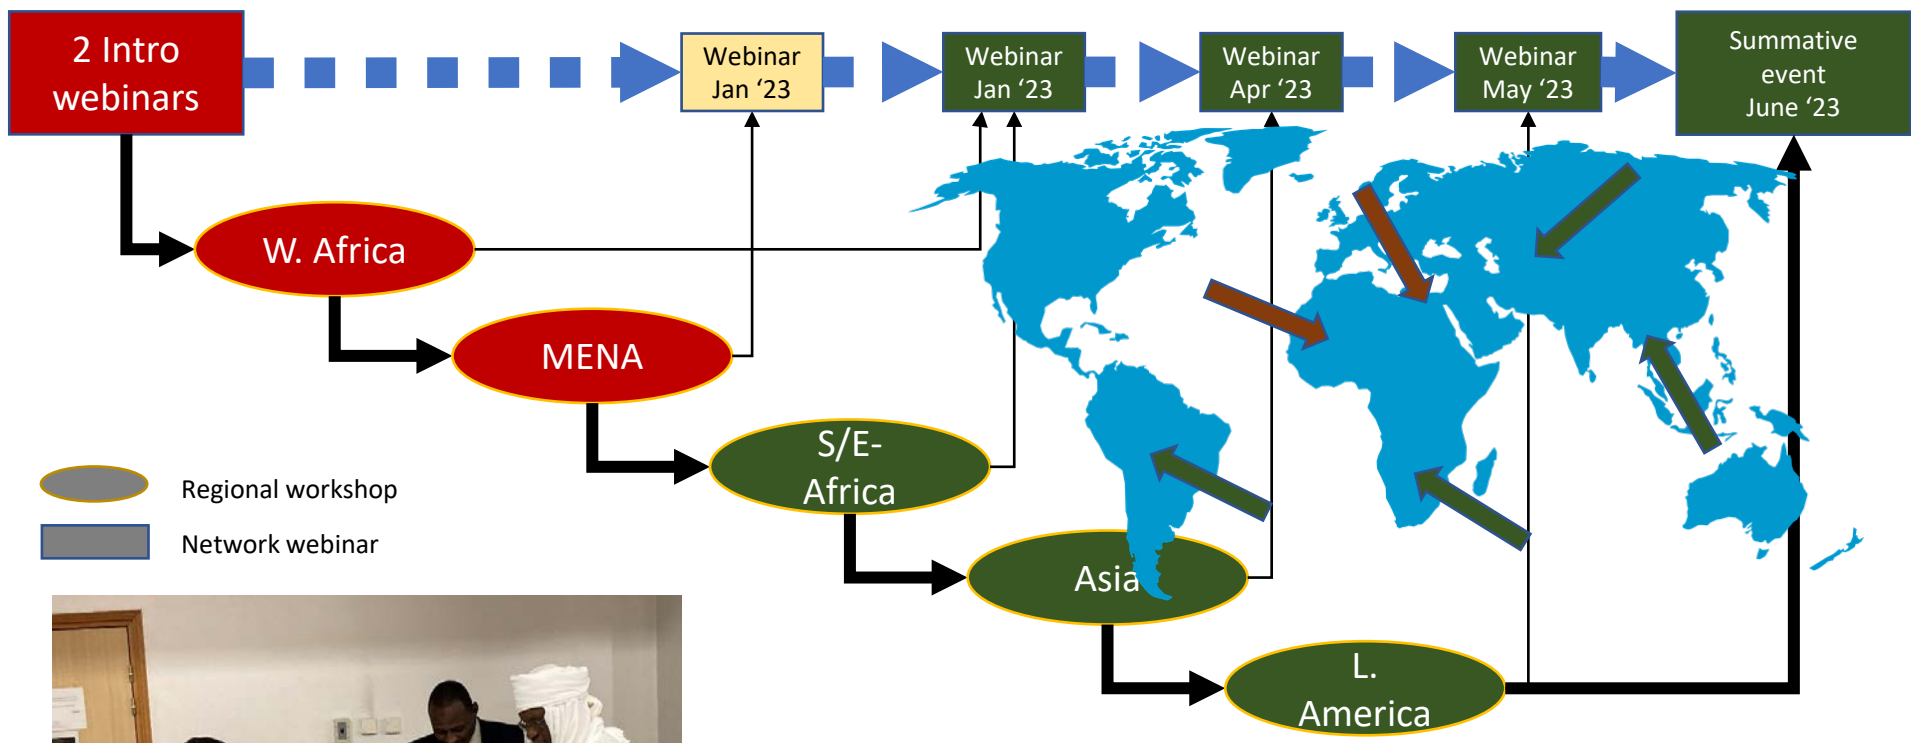 2 Intro
webinars
Webinar
Jan ‘23
Webinar
Jan ‘23
Webinar
Apr ‘23
Webinar
May ‘23
Summative
event
June ‘23
W. Africa
MENA
S/E-
Africa
Asia
L.
America
Regional workshop
Network webinar